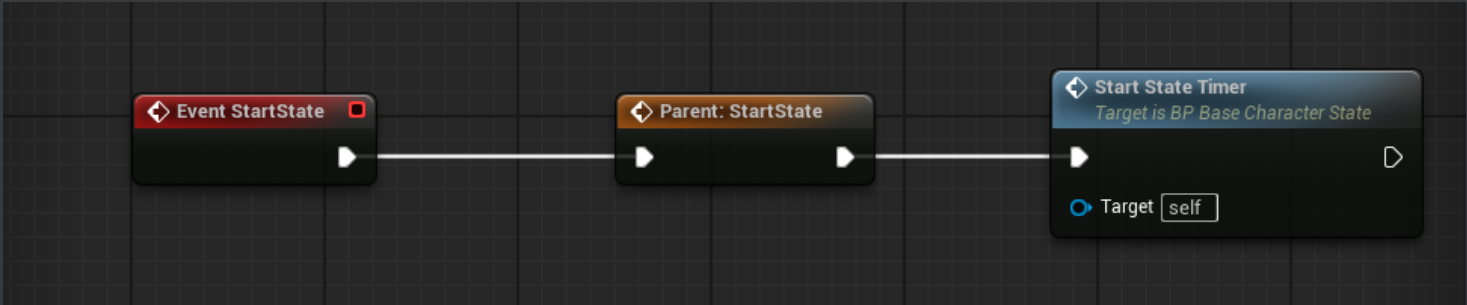 Event StartState
Parent: StartState
Start State Timer
Target is BP Base Character State
Target self